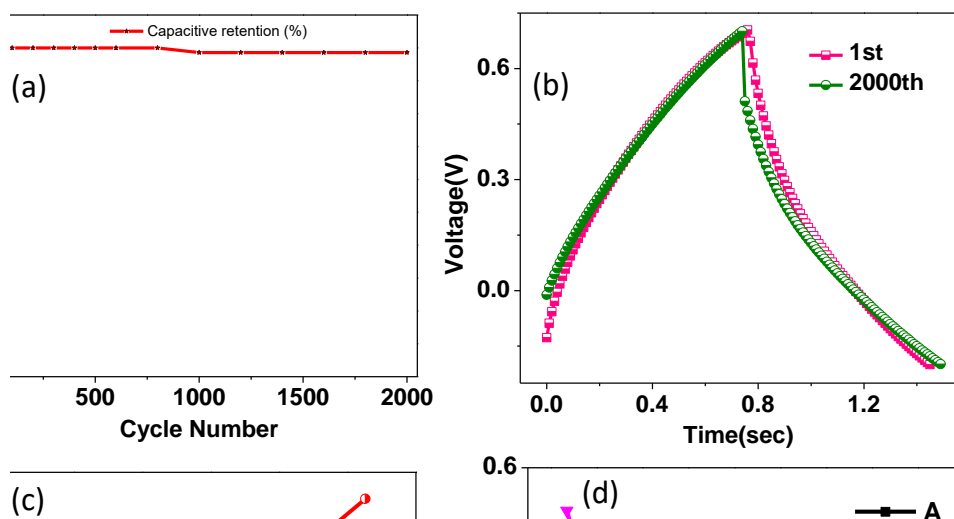 Capacitive retention (%)
(a)
500
1000
1500
2000
Cycle Number
0.6
0.3
0.0
Voltage(V)
(b)
1st
2000th
0.0
0.4
0.8
1.2
Time(sec)
(c)
0.6
(d)
A